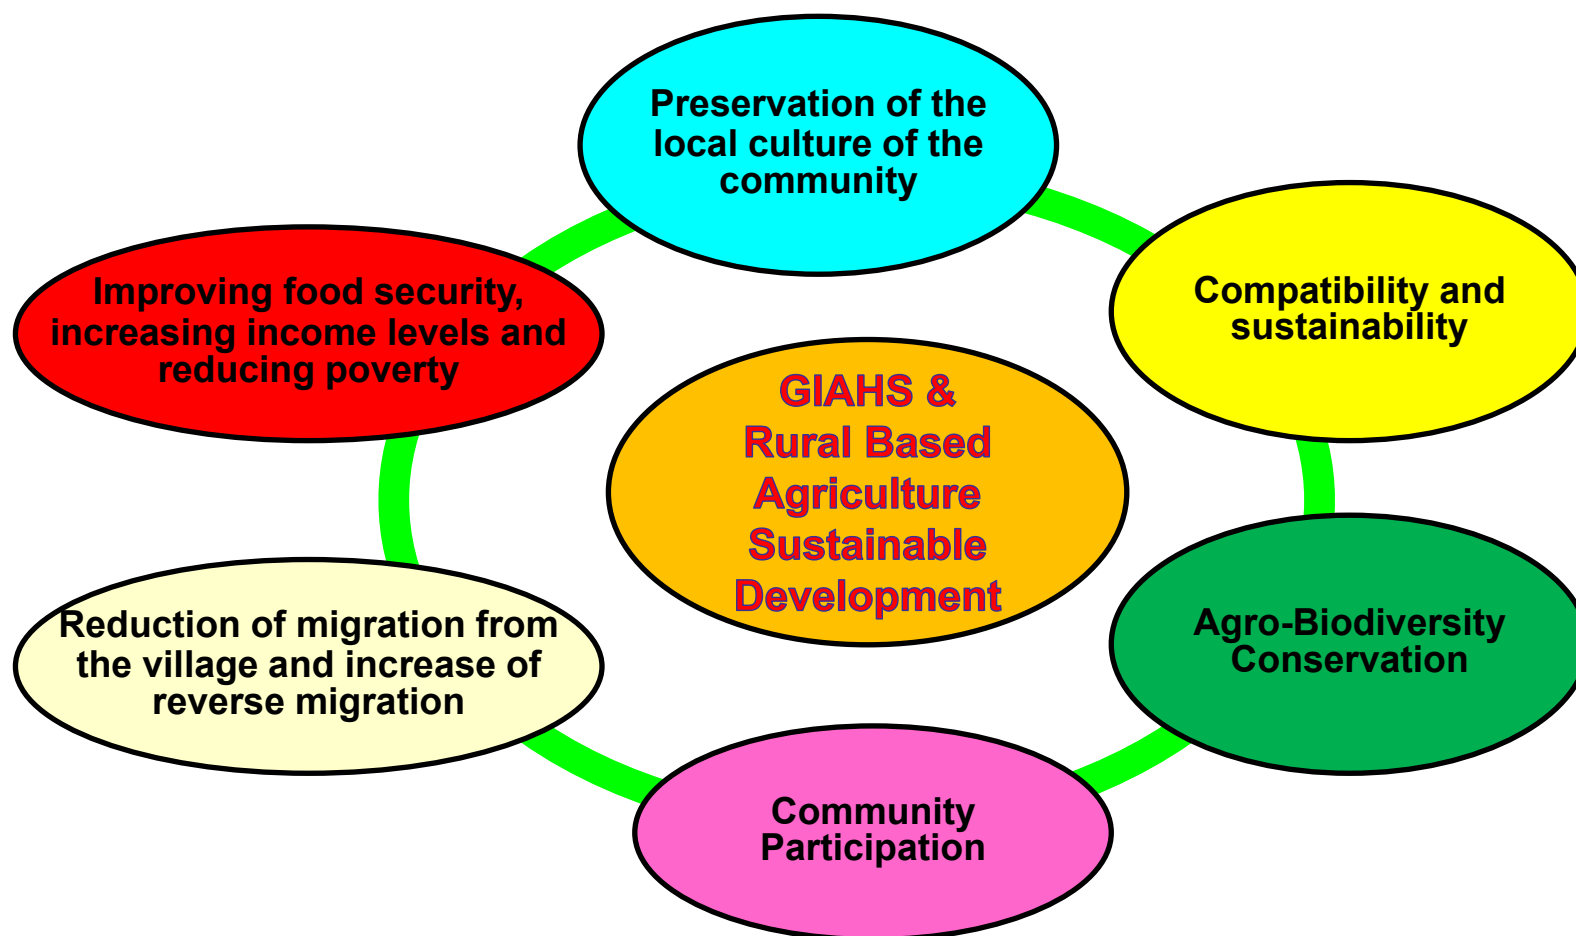 Preservation of the
local culture of the
community
Compatibility and
sustainability
Improving food security,
increasing income levels and
reducing poverty
GIAHS &
Rural Based
Agriculture
Sustainable
Development
Agro-Biodiversity
Conservation
Reduction of migration from
the village and increase of
reverse migration
Community
Participation